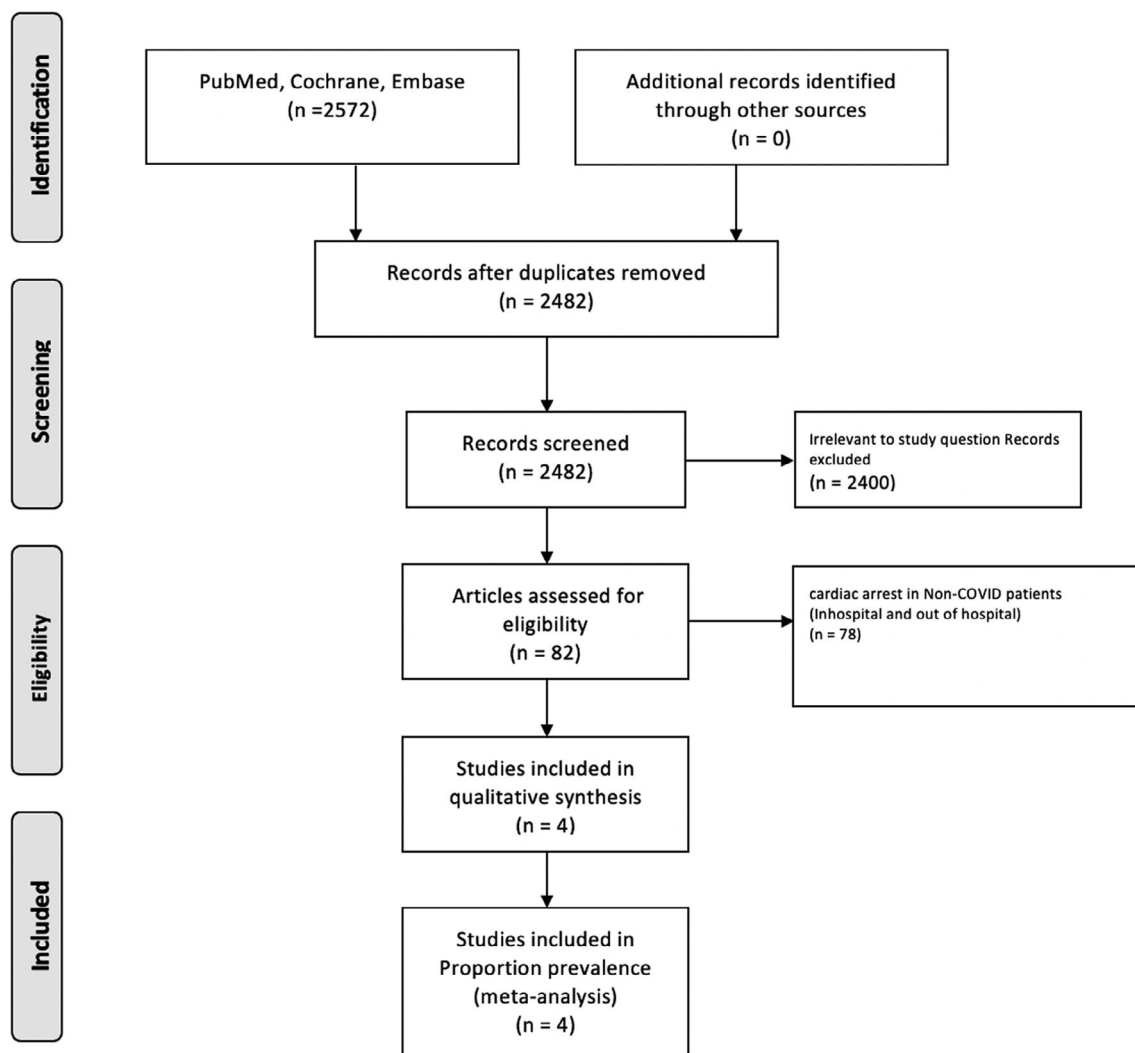 Identification
PubMed, Cochrane, Embase
(n =2572)
Additional records identified
through other sources
(n = 0)
Records after duplicates removed
(n = 2482)
Screening
Records screened
(n = 2482)
Irrelevant to study question Records
excluded
(n = 2400)
Eligibility
Articles assessed for
eligibility
(n = 82)
cardiac arrest in Non-COVID patients
(Inhospital and out of hospital)
(n = 78)
Studies included in
qualitative synthesis
(n = 4)
Included
Studies included in
Proportion prevalence
(meta-analysis)
(n = 4)